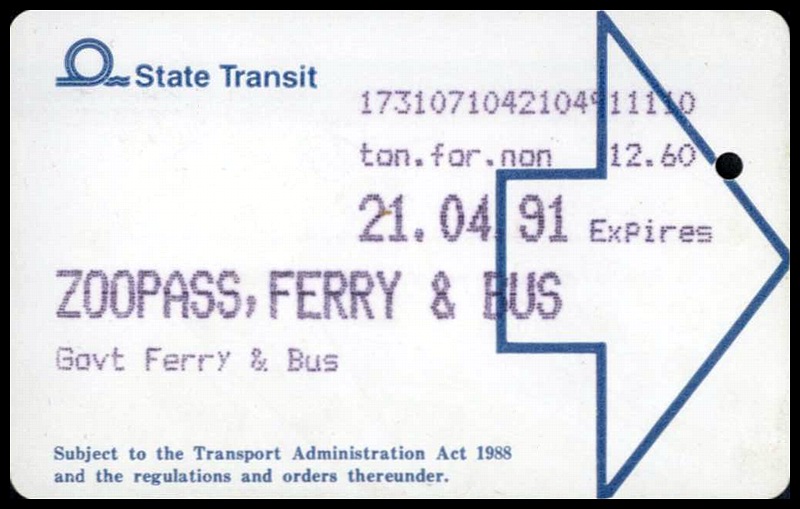 State Transit
1731071042104911110
ton.for.non 12.60
21.04.91 Expires
ZOOPASS, FERRY & BUS
Govt Ferry & Bus
Subject to the Transport Administration Act 1988
and the regulations and orders thereunder.